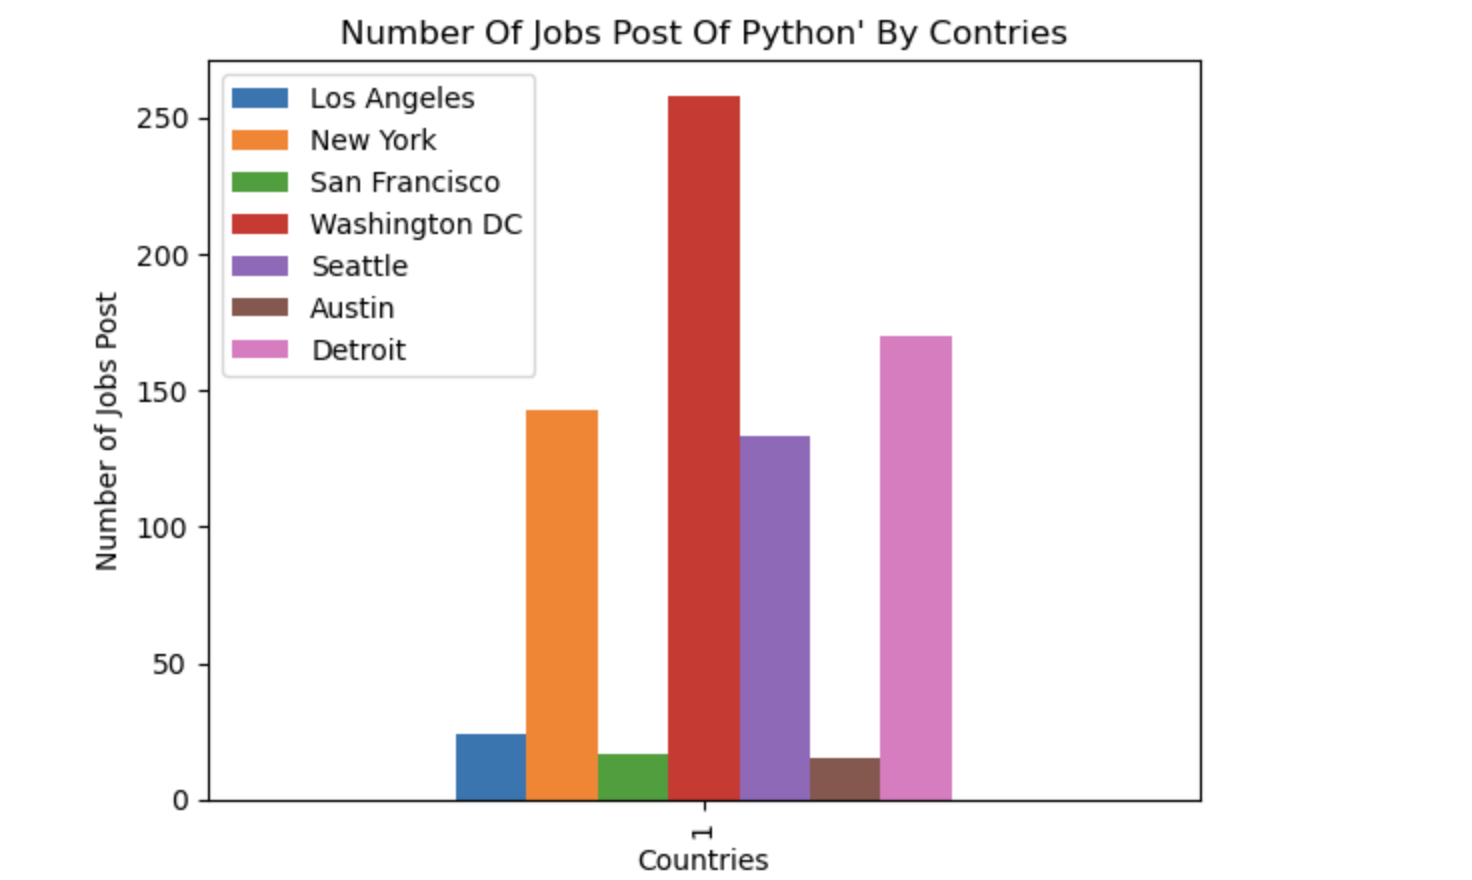 Number Of Jobs Post Of Python' By Contries
Los Angeles
New York
San Francisco
Washington DC
Seattle
Austin
Detroit
250
200
150
100
50
0
Number of Jobs Post
1
Countries